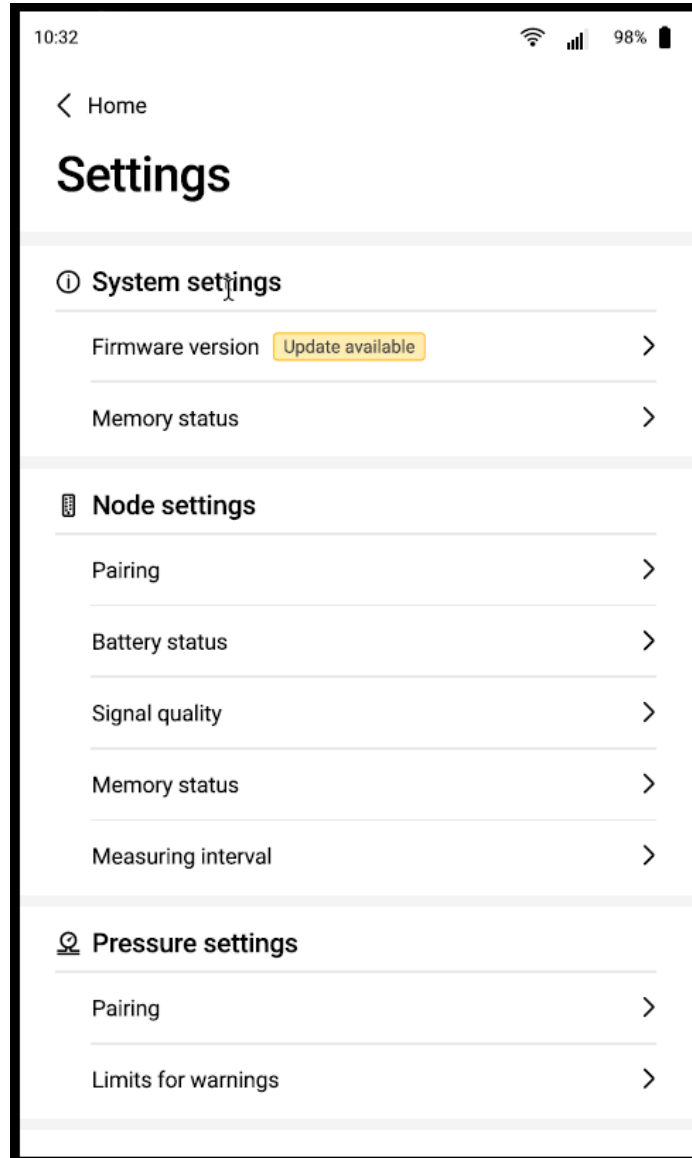 10:32 98%
Home
Settings
System settings
Firmware version Update available
Memory status
Node settings
Pairing
Battery status
Signal quality
Memory status
Measuring interval
Pressure settings
Pairing
Limits for warnings